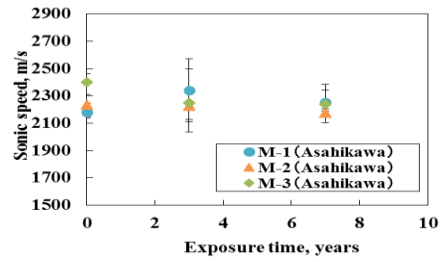 2900
2700
2500
2300
2100
1900
1700
1500
Sonic speed, m/s
M-1（Asahikawa）
M-2（Asahikawa）
M-3（Asahikawa）
0 2 4 6 8 10
Exposure time, years